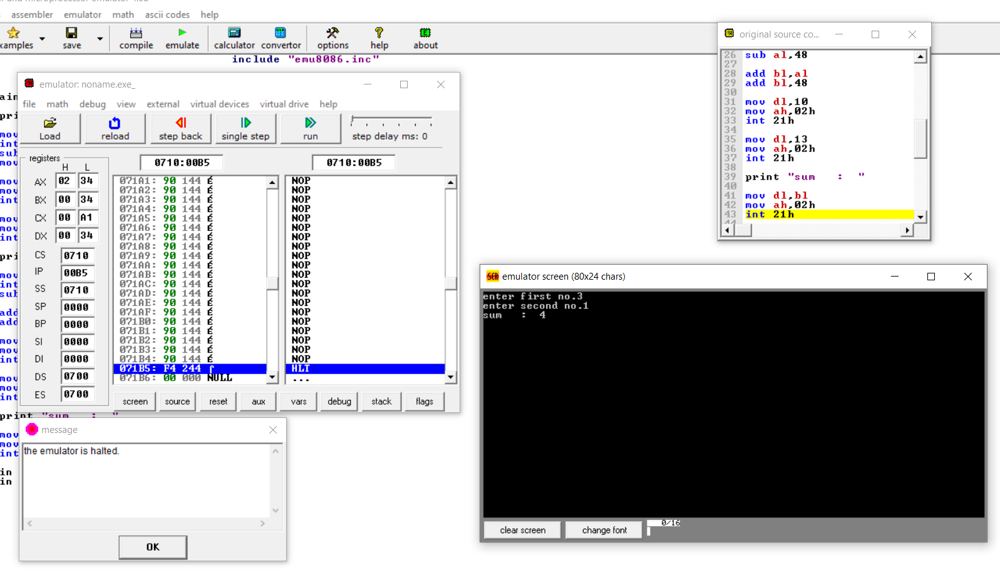 assembler emulator math ascii codes help
xamples save compile emulate calculator convertor options help about
include "emu8086.inc"
emulator: noname.exe_
file math debug view external virtual devices virtual drive help
Load reload step back single step run step delay ms: 0
registers
H L
AX 02 34
BX 00 34
CX 00 A1
DX 00 34
CS 0710
IP 00B5
SS 0710
SP 0000
BP 0000
SI 0000
DI 0000
DS 0700
ES 0700
0710:00B5 0710:00B5
071A1: 90 144 É NOP
071A2: 90 144 É NOP
071A3: 90 144 É NOP
071A4: 90 144 É NOP
071A5: 90 144 É NOP
071A6: 90 144 É NOP
071A7: 90 144 É NOP
071A8: 90 144 É NOP
071A9: 90 144 É NOP
071AA: 90 144 É NOP
071AB: 90 144 É NOP
071AC: 90 144 É NOP
071AD: 90 144 É NOP
071AE: 90 144 É NOP
071AF: 90 144 É NOP
071B0: 90 144 É NOP
071B1: 90 144 É NOP
071B2: 90 144 É NOP
071B3: 90 144 É NOP
071B4: 90 144 É NOP
071B5: F4 244 ⌠ HLT
071B6: 00 000 NULL ...
screen source reset aux vars debug stack flags
ain
pri
mov
int
sub
mov
mov
mov
int
mov
mov
int
pri
mov
int
sub
add
add
mov
mov
int
mov
mov
int
print "sum : "
mov
mov
int
in
in
message
the emulator is halted.
OK
original source co...
26 sub al,48
27
28 add bl,al
29 add bl,48
30
31 mov dl,10
32 mov ah,02h
33 int 21h
34
35 mov dl,13
36 mov ah,02h
37 int 21h
38
39 print "sum : "
40
41 mov dl,bl
42 mov ah,02h
43 int 21h
44
emulator screen (80x24 chars)
enter first no.3
enter second no.1
sum : 4
clear screen change font 0/16